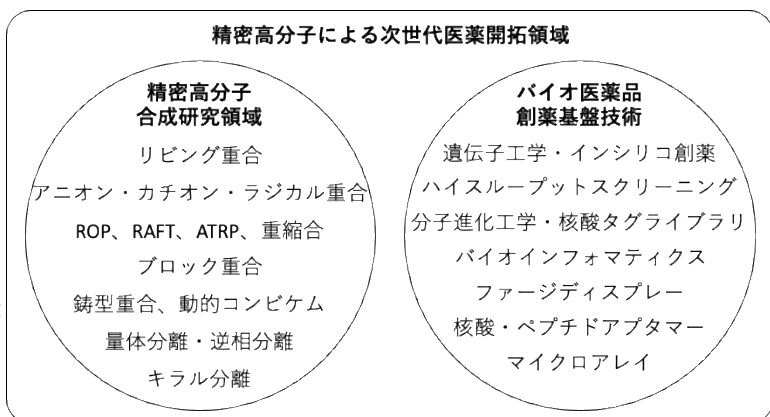 精密高分子による次世代医薬開拓領域
精密高分子
合成研究領域
リビング重合
アニオン・カチオン・ラジカル重合
ROP、RAFT、ATRP、重縮合
ブロック重合
鋳型重合、動的コンビケム
量体分離・逆相分離
キラル分離
バイオ医薬品
創薬基盤技術
遺伝子工学・インシリコ創薬
ハイスループットスクリーニング
分子進化工学・核酸タグライブラリ
バイオインフォマティクス
ファージディスプレー
核酸・ペプチドアプタマー
マイクロアレイ